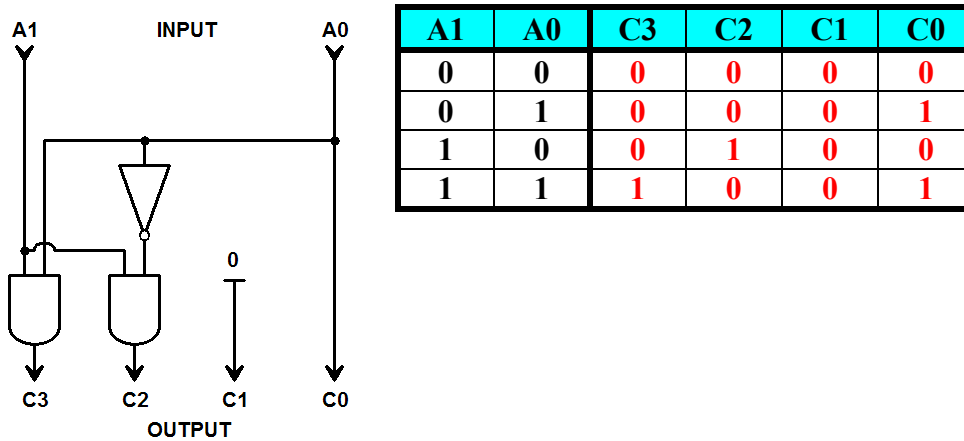 A1 INPUT A0
0
C3 C2 C1 C0
OUTPUT
A1 A0 C3 C2 C1 C0
0 0 0 0 0 0
0 1 0 0 0 1
1 0 0 1 0 0
1 1 1 0 0 1